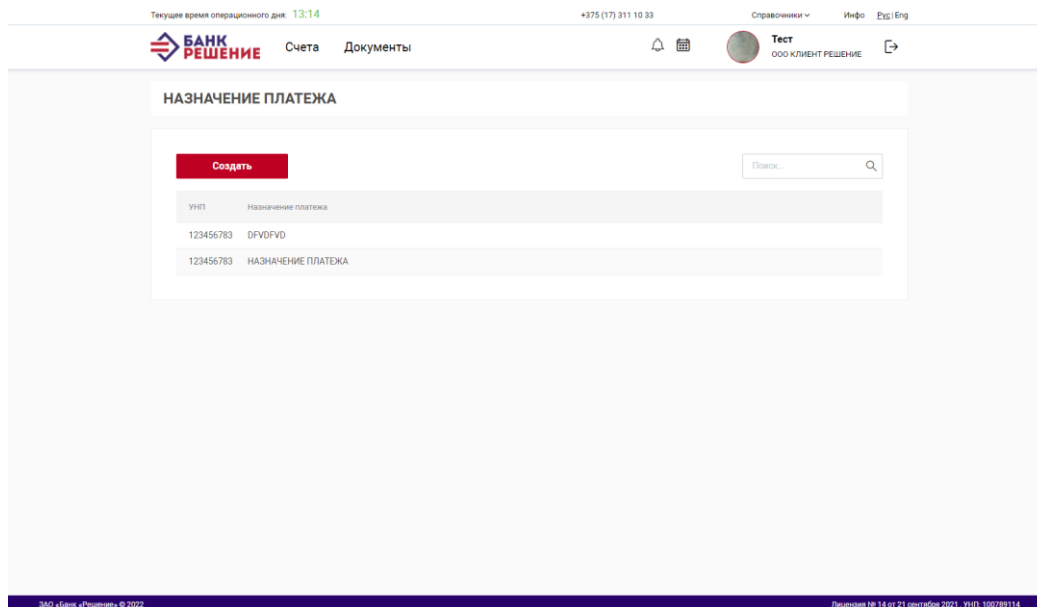 Текущее время операционного дня: 13:14
+375 (17) 311 10 33
Справочники
Инфо
Рус | Eng
БАНК
РЕШЕНИЕ
Счета
Документы
Тест
ООО КЛИЕНТ РЕШЕНИЕ
НАЗНАЧЕНИЕ ПЛАТЕЖА
Создать
Поиск...
УНП Назначение платежа
123456783 DFVDFVD
123456783 НАЗНАЧЕНИЕ ПЛАТЕЖА
ЗАО «Банк «Решение» © 2022
Лицензия № 14 от 21 сентября 2021 . УНП: 100789114